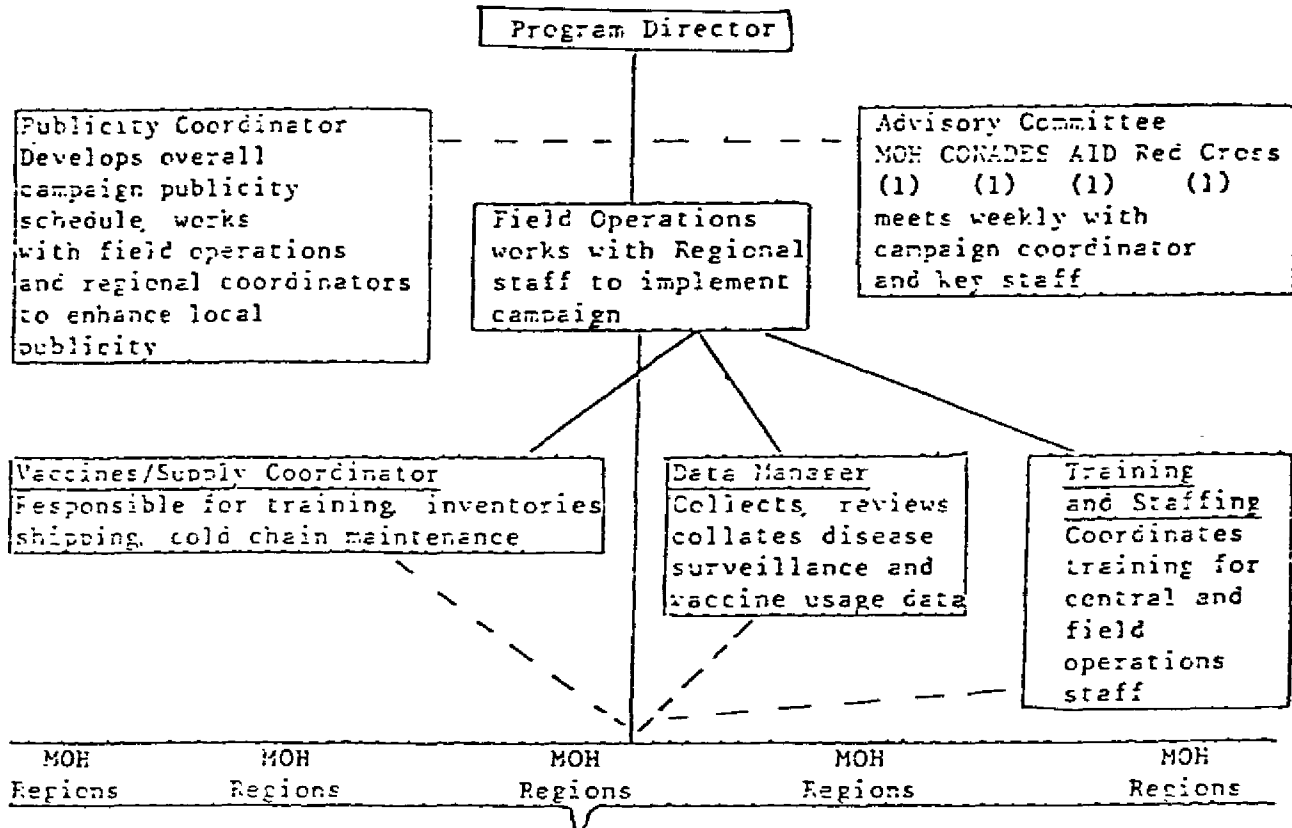 Program Director
Publicity Coordinator
Develops overall
campaign publicity
schedule, works
with field operations
and regional coordinators
to enhance local
publicity
Advisory Committee
MOH CONADES AID Red Cross
(1) (1) (1) (1)
meets weekly with
campaign coordinator
and key staff
Field Operations
works with Regional
staff to implement
campaign
Vaccines/Supply Coordinator
Responsible for training, inventories
shipping, cold chain maintenance
Data Manager
Collects, reviews
collates disease
surveillance and
vaccine usage data
Training
and Staffing
Coordinates
training for
central and
field
operations
staff
MOH MOH MOH MOH MOH
Regions Regions Regions Regions Regions